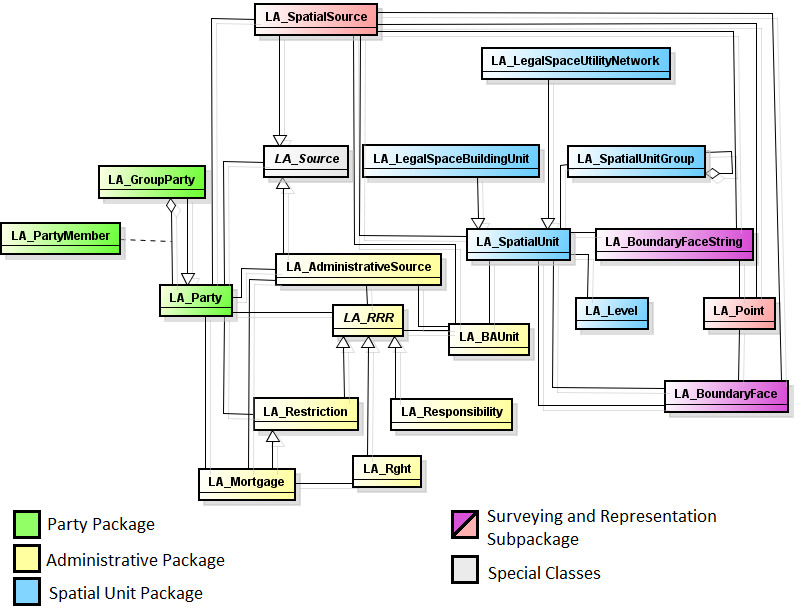 LA_SpatialSource
LA_LegalSpaceUtilityNetwork
LA_Source
LA_LegalSpaceBuildingUnit
LA_SpatialUnitGroup
LA_GroupParty
LA_PartyMember
LA_SpatialUnit
LA_BoundaryFaceString
LA_AdministrativeSource
LA_Party
LA_RRR
LA_Level
LA_Point
LA_BAUnit
LA_BoundaryFace
LA_Restriction
LA_Responsibility
LA_Rght
LA_Mortgage
Party Package
Administrative Package
Spatial Unit Package
Surveying and Representation
Subpackage
Special Classes